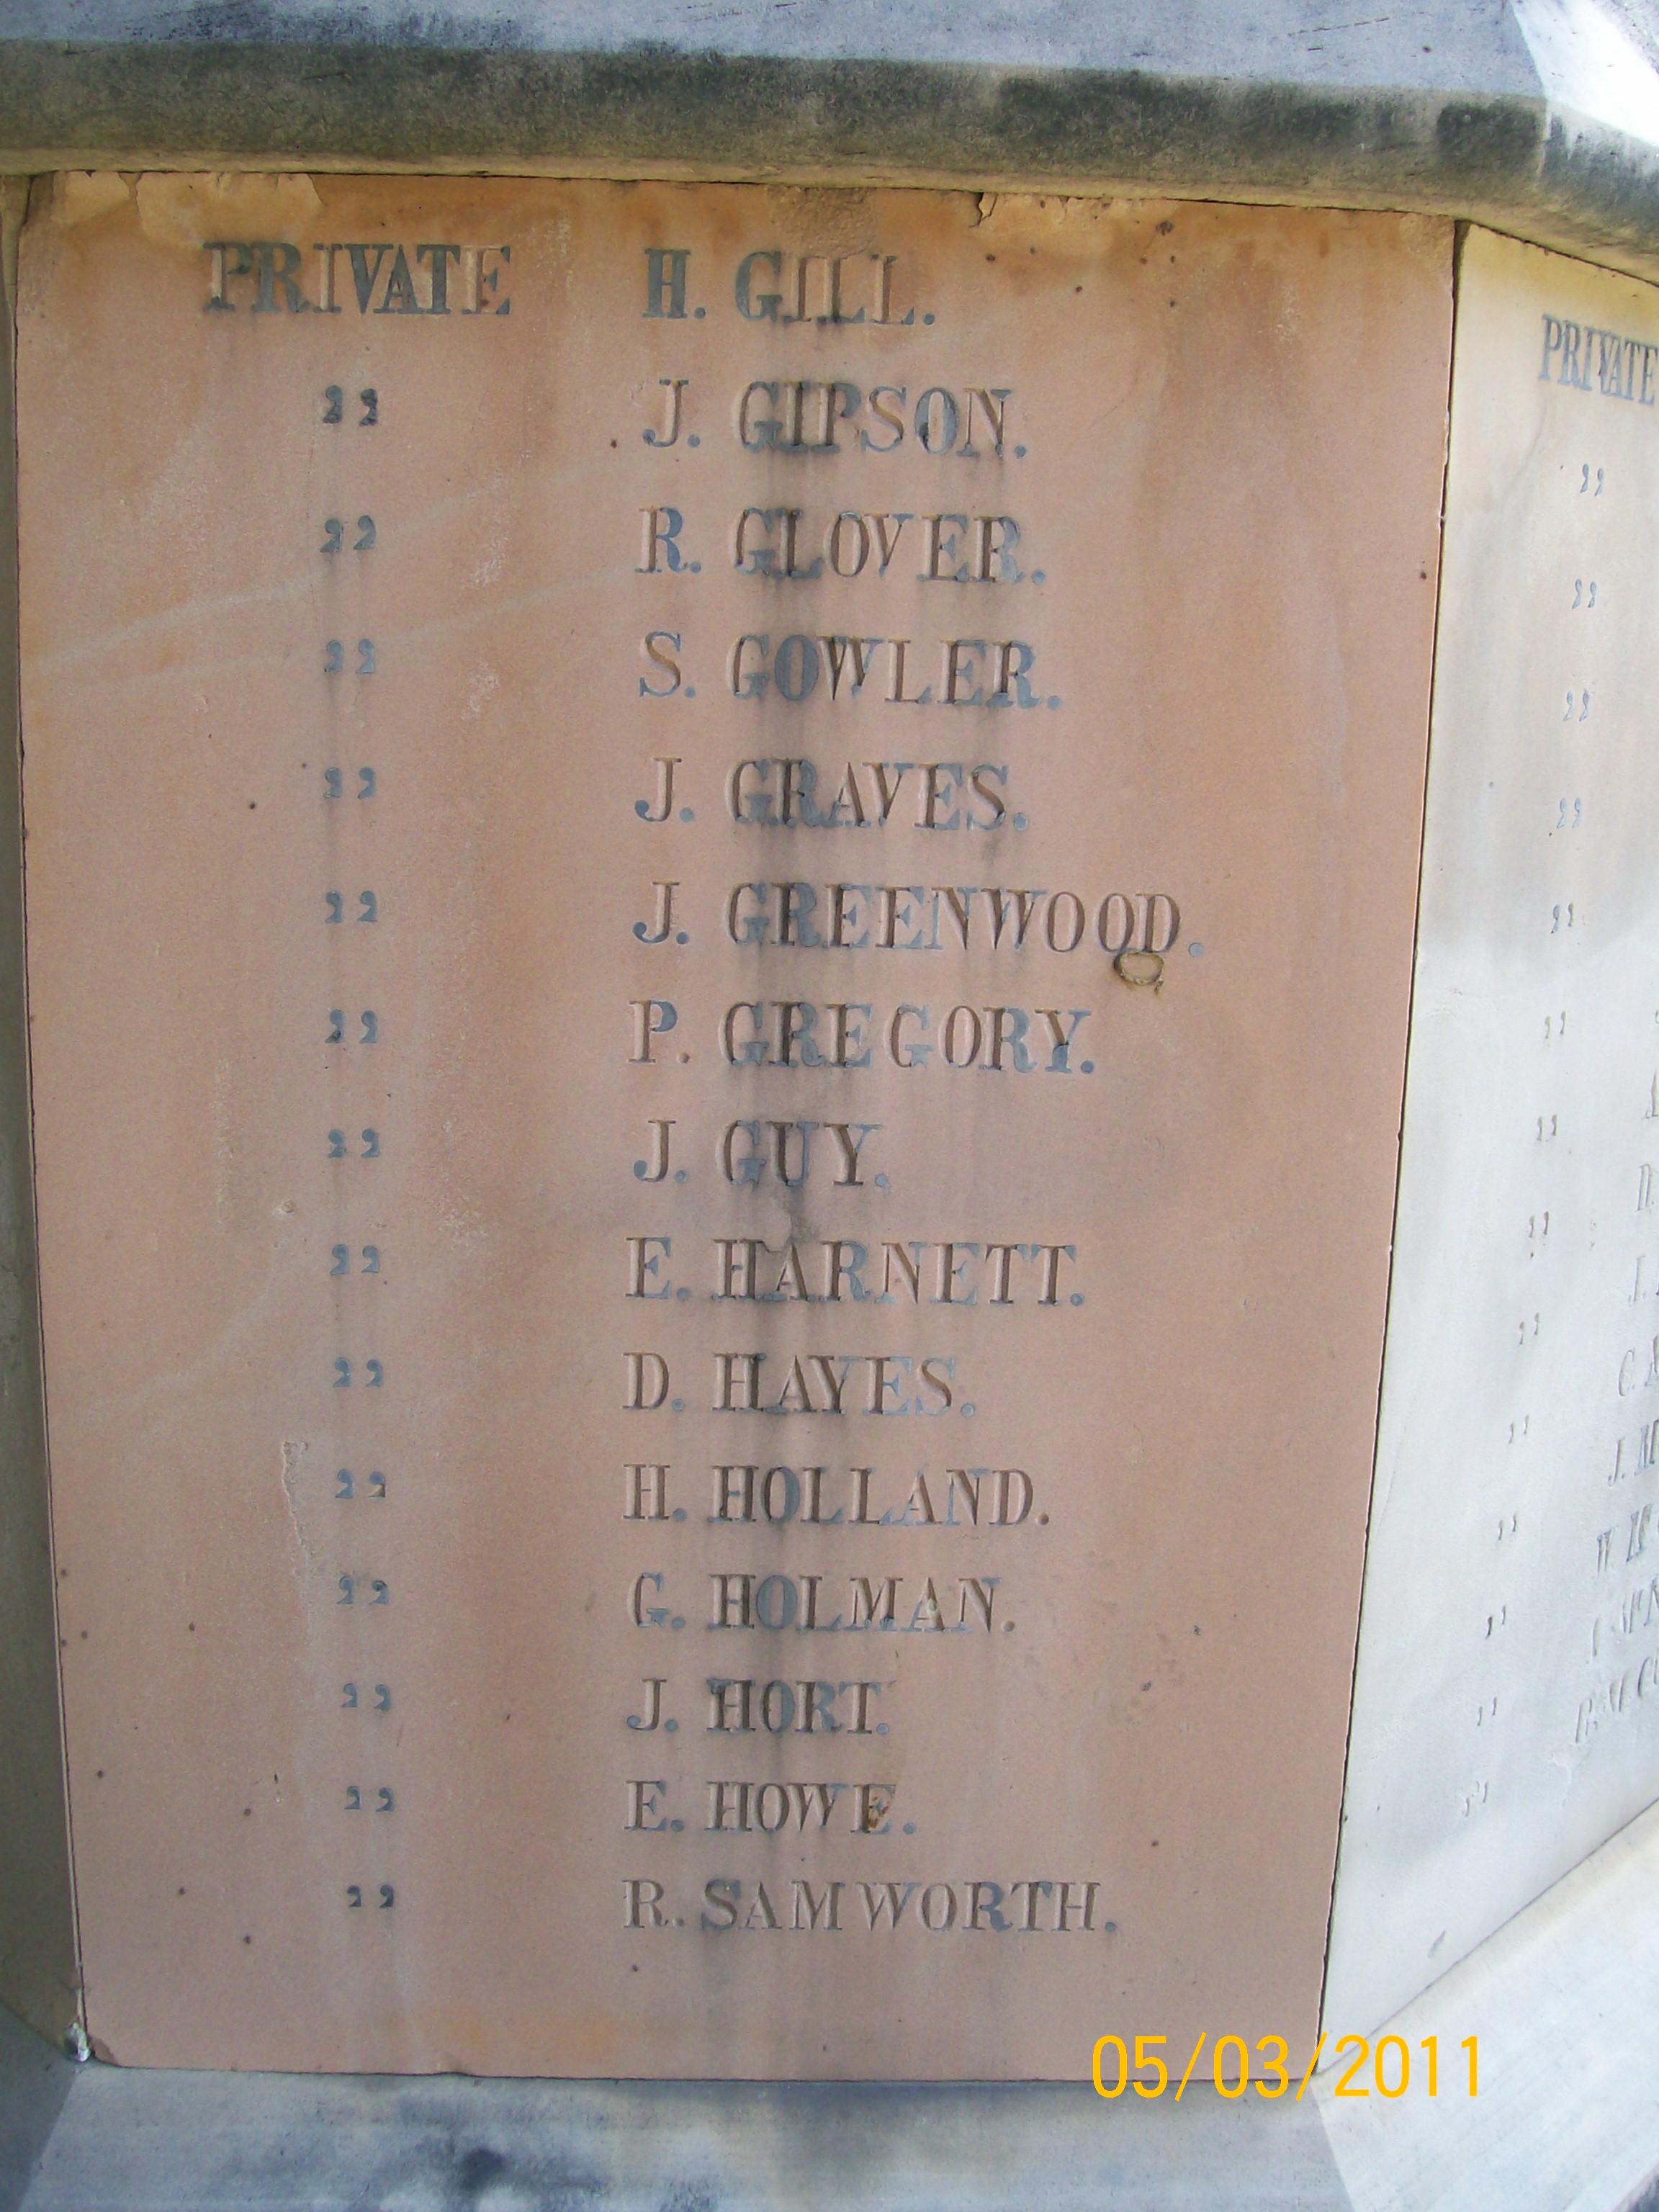 PRIVATE H. GILL.
" J. GIPSON.
" R. GLOVER.
" S. GOWLER.
" J. GRAVES.
" J. GREENWOOD.
" P. GREGORY.
" J. GUY.
" E. HARNETT.
" D. HAYES.
" H. HOLLAND.
" G. HOLMAN.
" J. HORT.
" E. HOWE.
" R. SAMWORTH.
PRIVATE
"
"
"
"
"
"
"
" D.
" J.
" C.
" J.
" W
"
"
"
05/03/2011